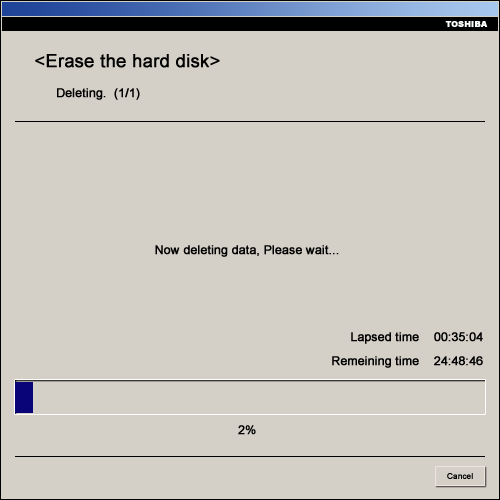 TOSHIBA
<Erase the hard disk>
Deleting. (1/1)
Now deleting data, Please wait...
Lapsed time 00:35:04
Remeining time 24:48:46
2%
Cancel